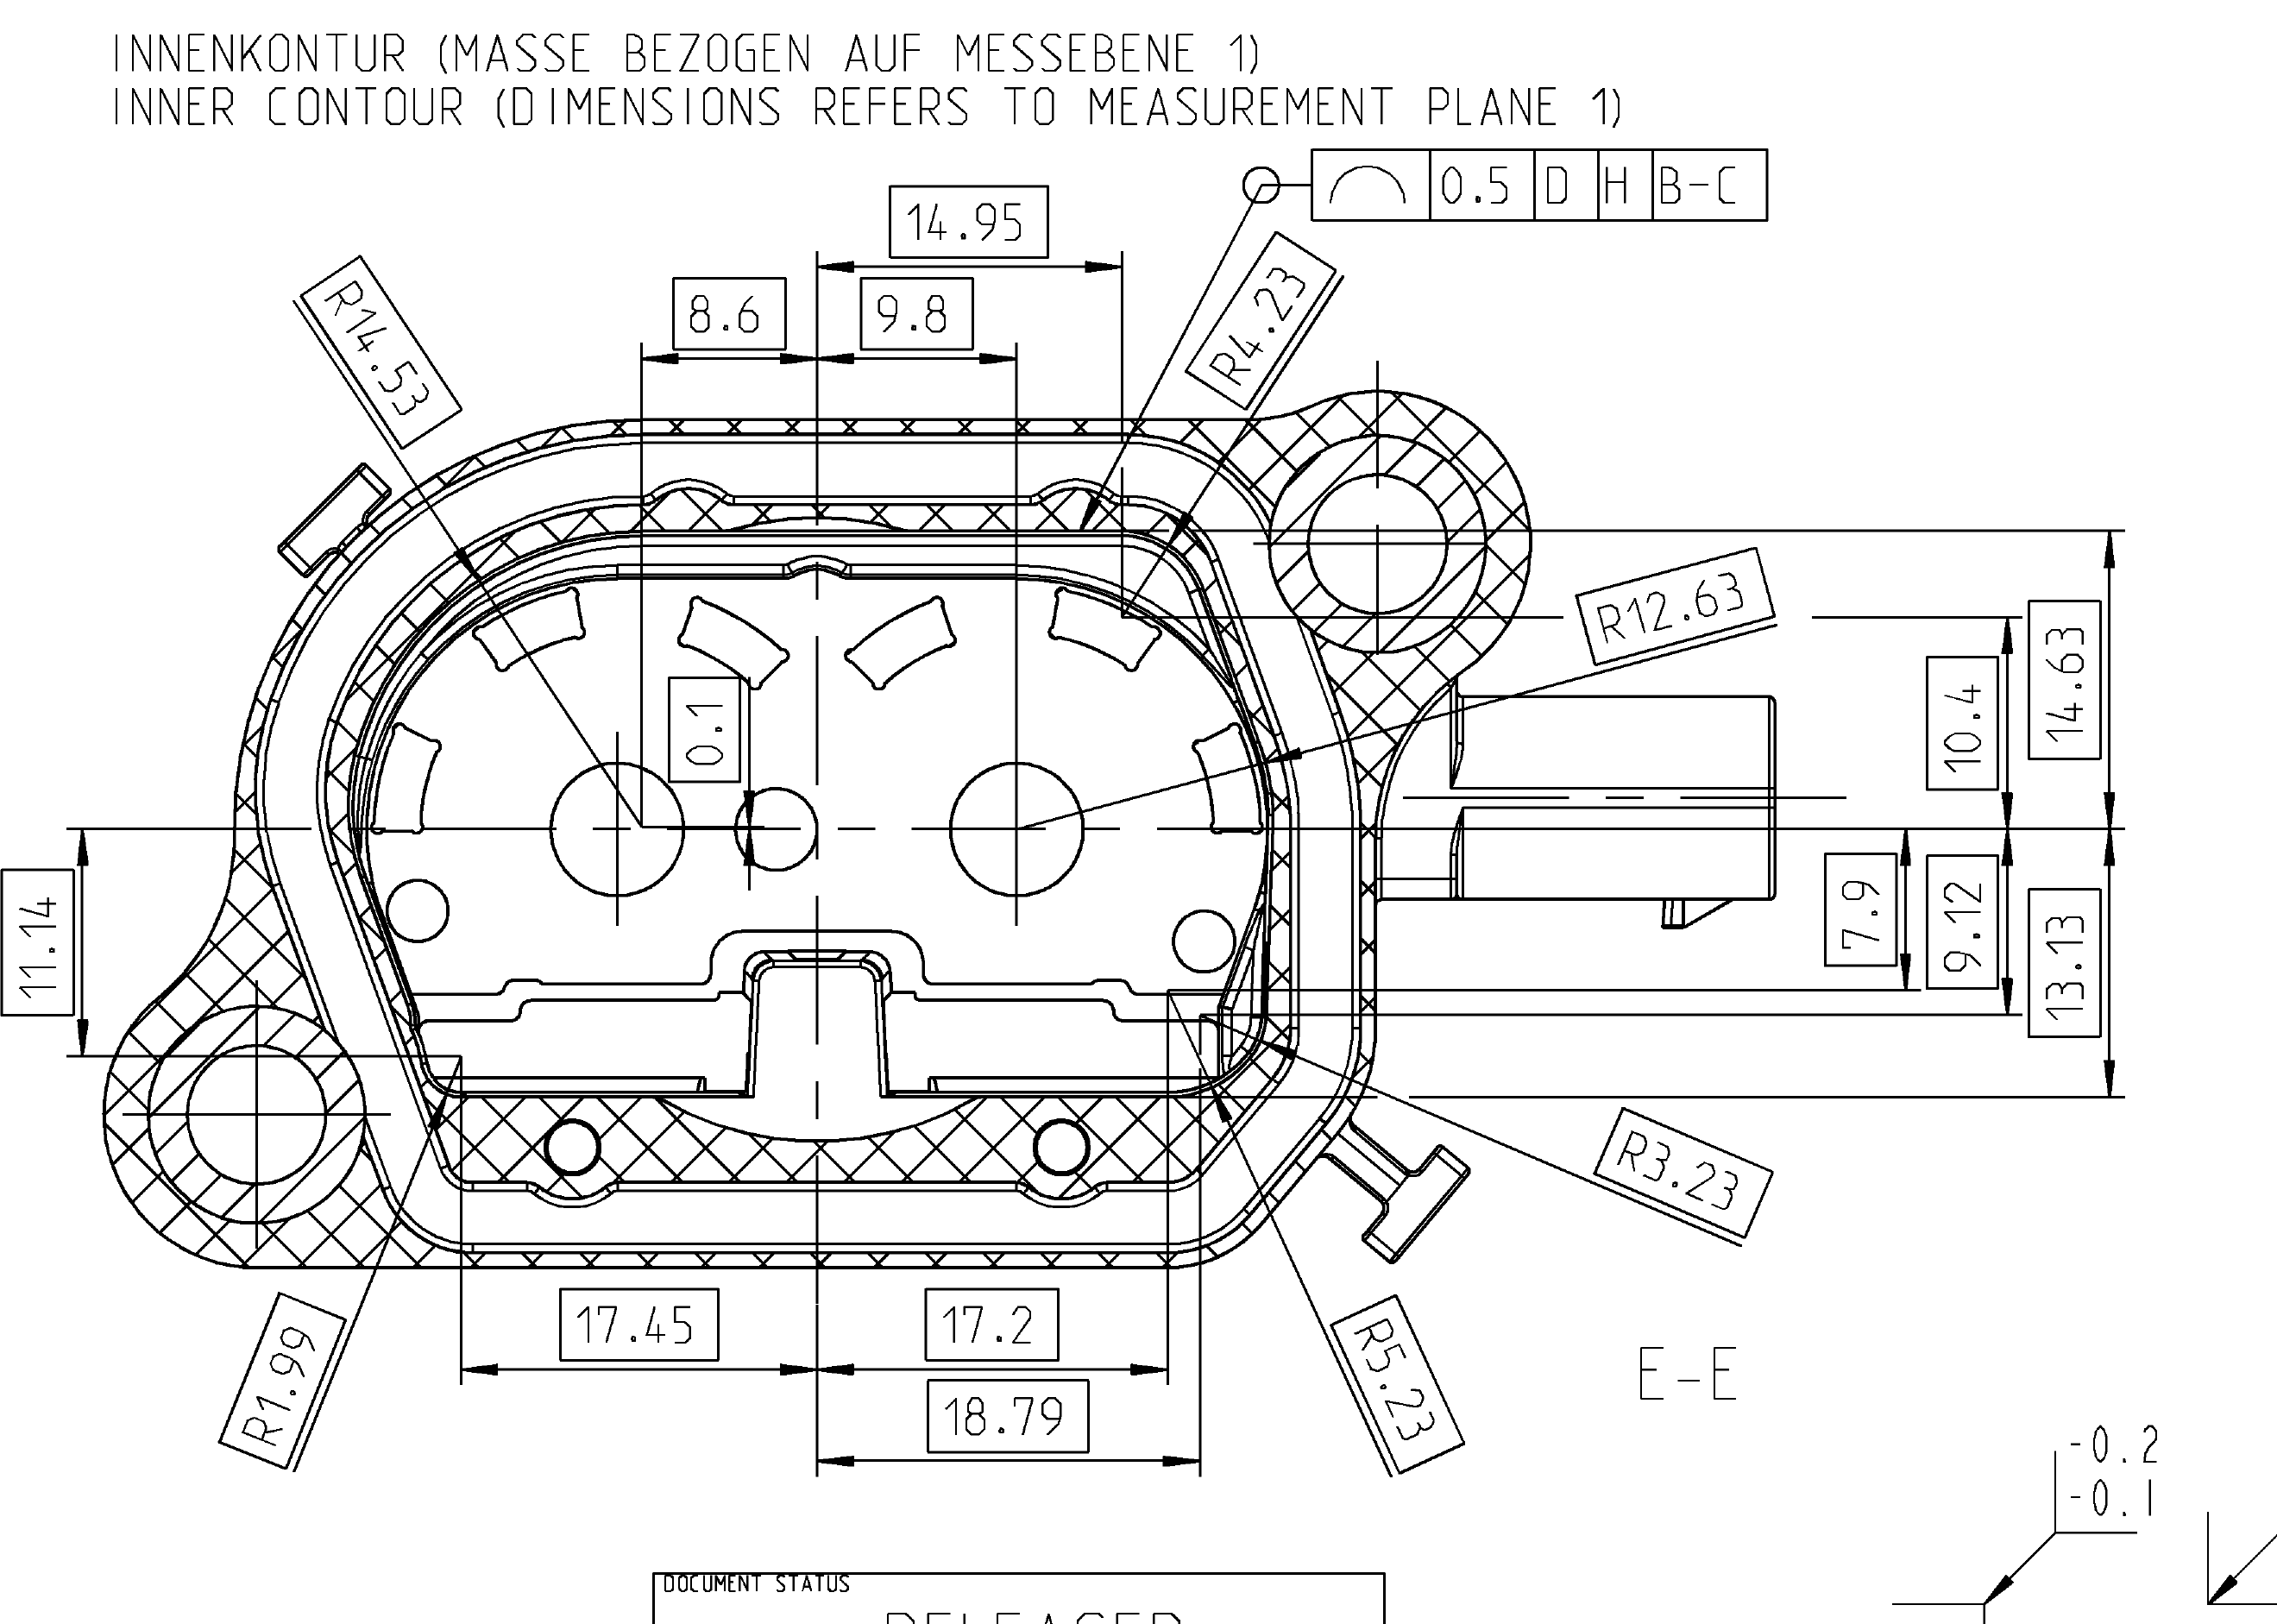 INNENKONTUR (MASSE BEZOGEN AUF MESSEBENE 1)
INNER CONTOUR (DIMENSIONS REFERS TO MEASUREMENT PLANE 1)
0.5 D H B-C
14.95
8.6
9.8
R14.53
R4.23
R12.63
0.1
10.4
14.63
11.14
7.9
9.12
13.13
R3.23
17.45
17.2
R1.99
R5.23
18.79
E-E
-0.2
-0.1
DOCUMENT STATUS
RELEASED